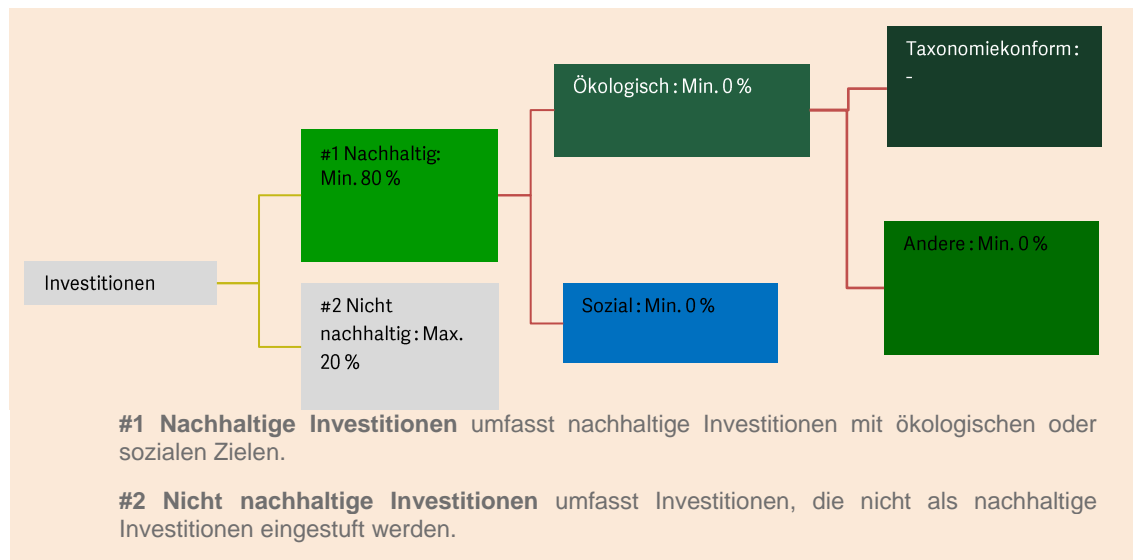 Investitionen
#1 Nachhaltig:
Min. 80 %
#2 Nicht
nachhaltig : Max.
20 %
Ökologisch : Min. 0 %
Sozial : Min. 0 %
Taxonomiekonform :
-
Andere : Min. 0 %
#1 Nachhaltige Investitionen umfasst nachhaltige Investitionen mit ökologischen oder
sozialen Zielen.
#2 Nicht nachhaltige Investitionen umfasst Investitionen, die nicht als nachhaltige
Investitionen eingestuft werden.